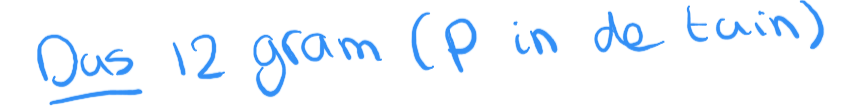 Dus 12 gram (P in de tuin)